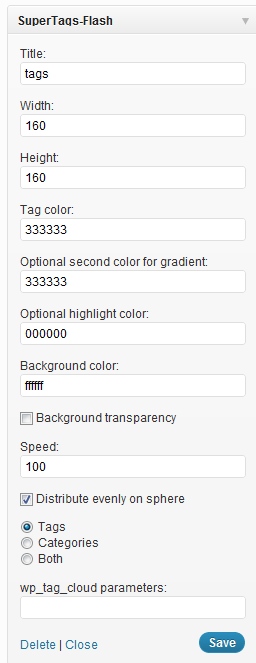 SuperTags-Flash
Title:
tags
Width:
160
Height:
160
Tag color:
333333
Optional second color for gradient:
333333
Optional highlight color:
000000
Background color:
ffffff
Background transparency
Speed:
100
Distribute evenly on sphere
Tags
Categories
Both
wp_tag_cloud parameters:
Delete | Close
Save